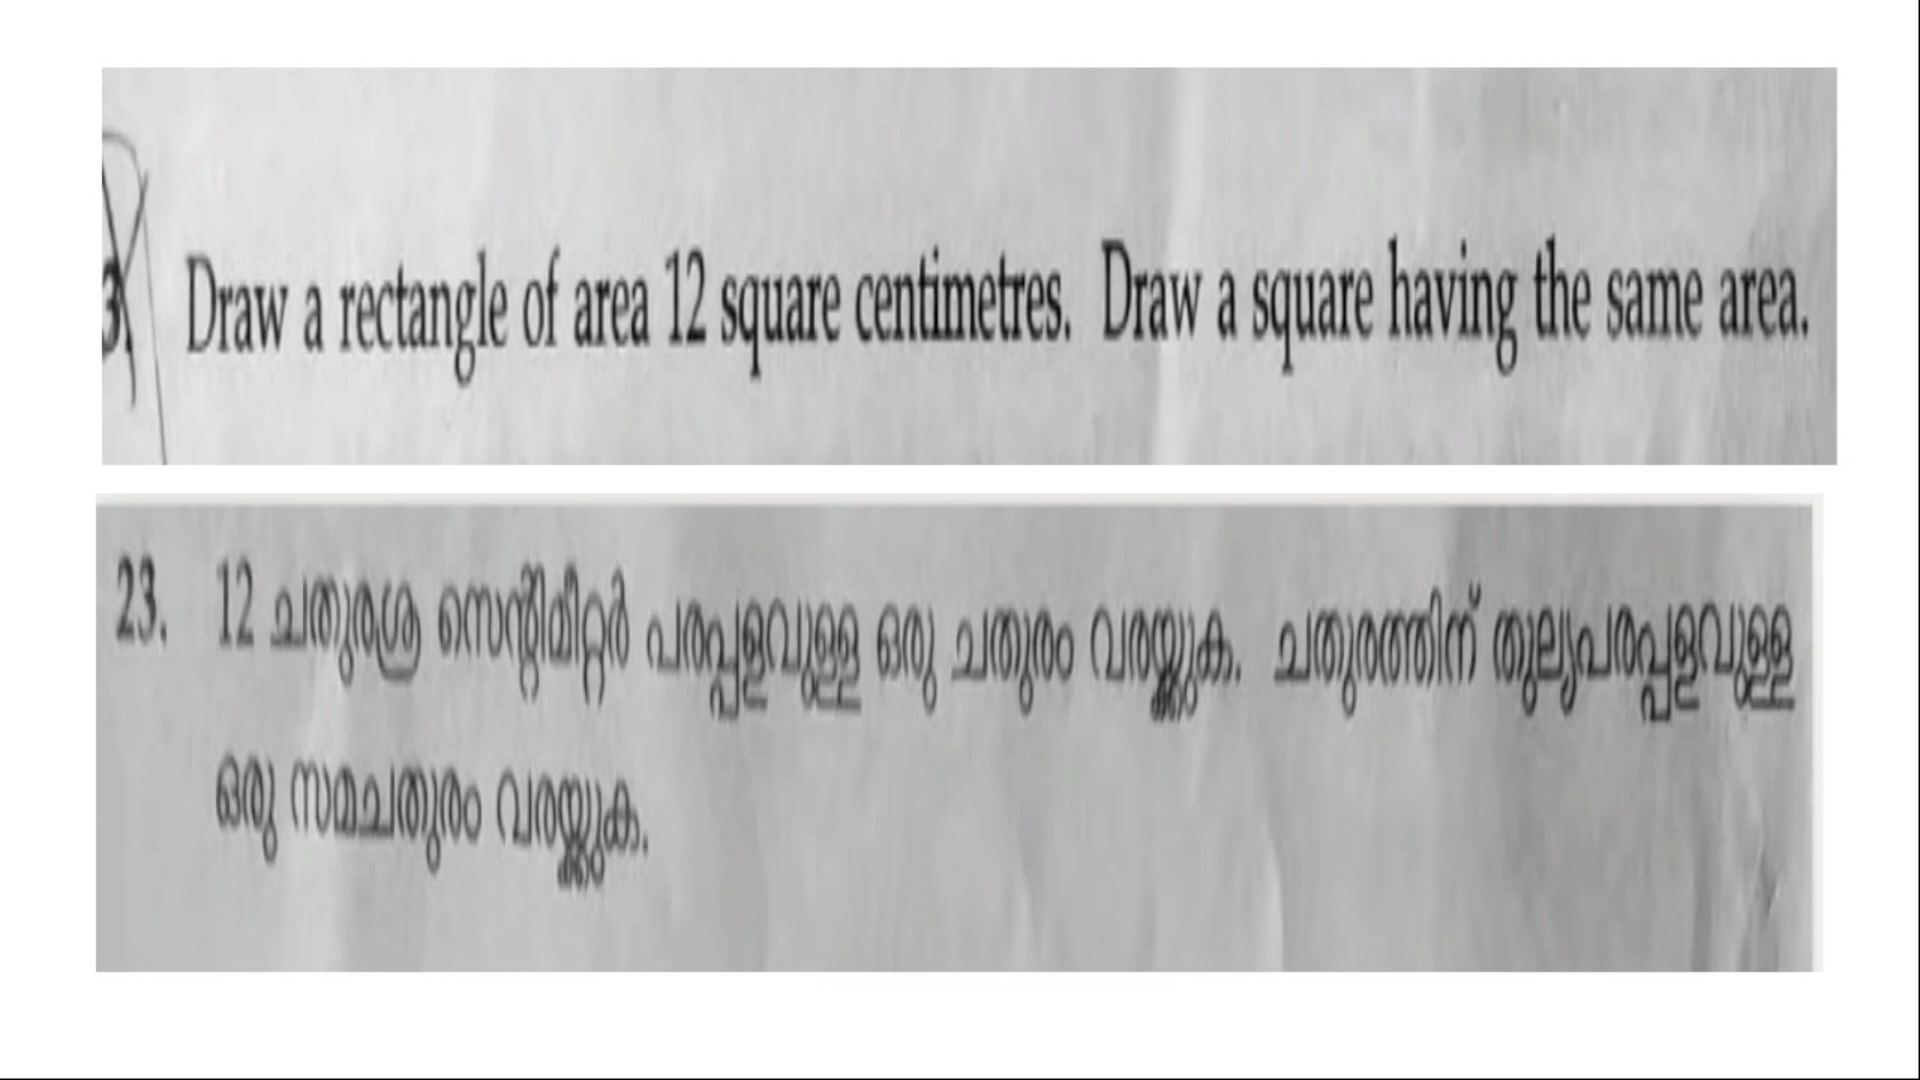 3. Draw a rectangle of area 12 square centimetres. Draw a square having the same area.
23. 12 ചതുരശ്ര സെന്റിമീറ്റർ പരപ്പളവുള്ള ഒരു ചതുരം വരയ്ക്കുക. ചതുരത്തിന് തുല്യപരപ്പളവുള്ള
ഒരു സമചതുരം വരയ്ക്കുക.